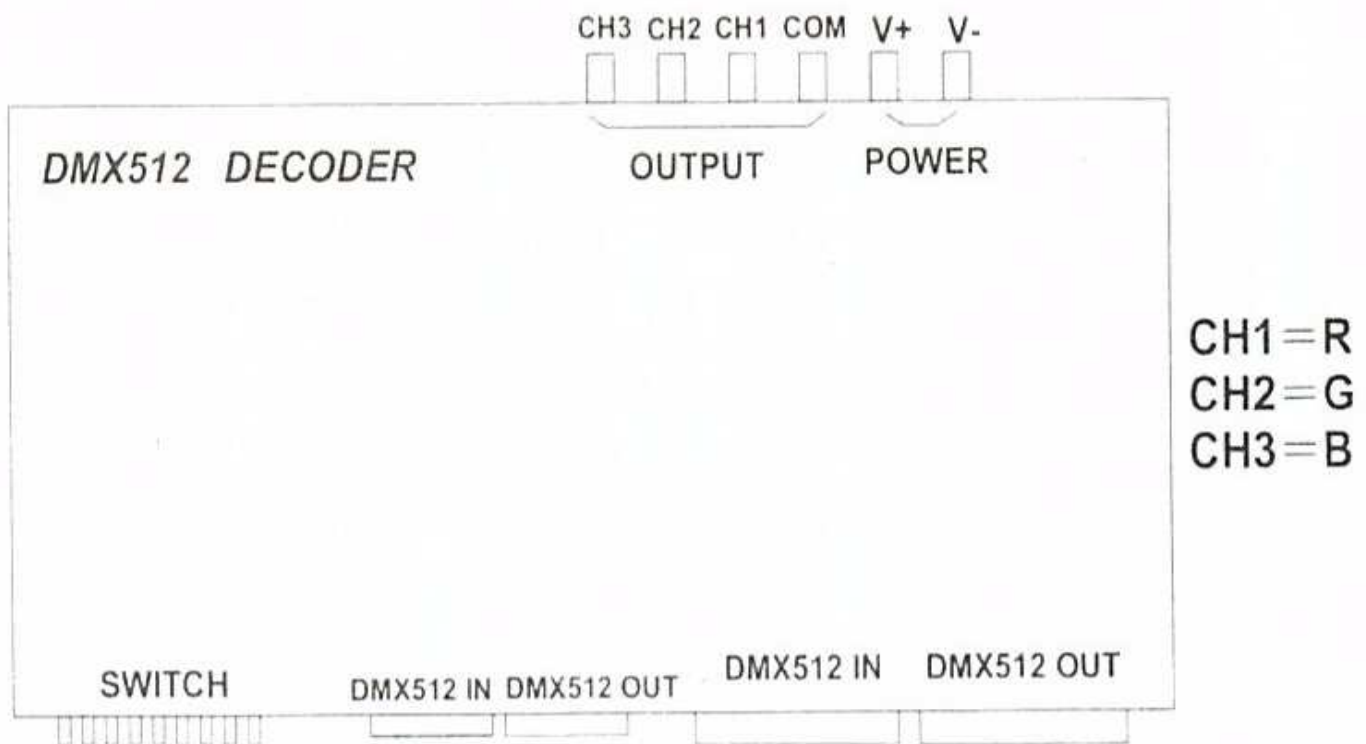 CH3 CH2 CH1 COM V+ V-
DMX512 DECODER
OUTPUT POWER
CH1=R
CH2=G
CH3=B
SWITCH DMX512 IN DMX512 OUT DMX512 IN DMX512 OUT